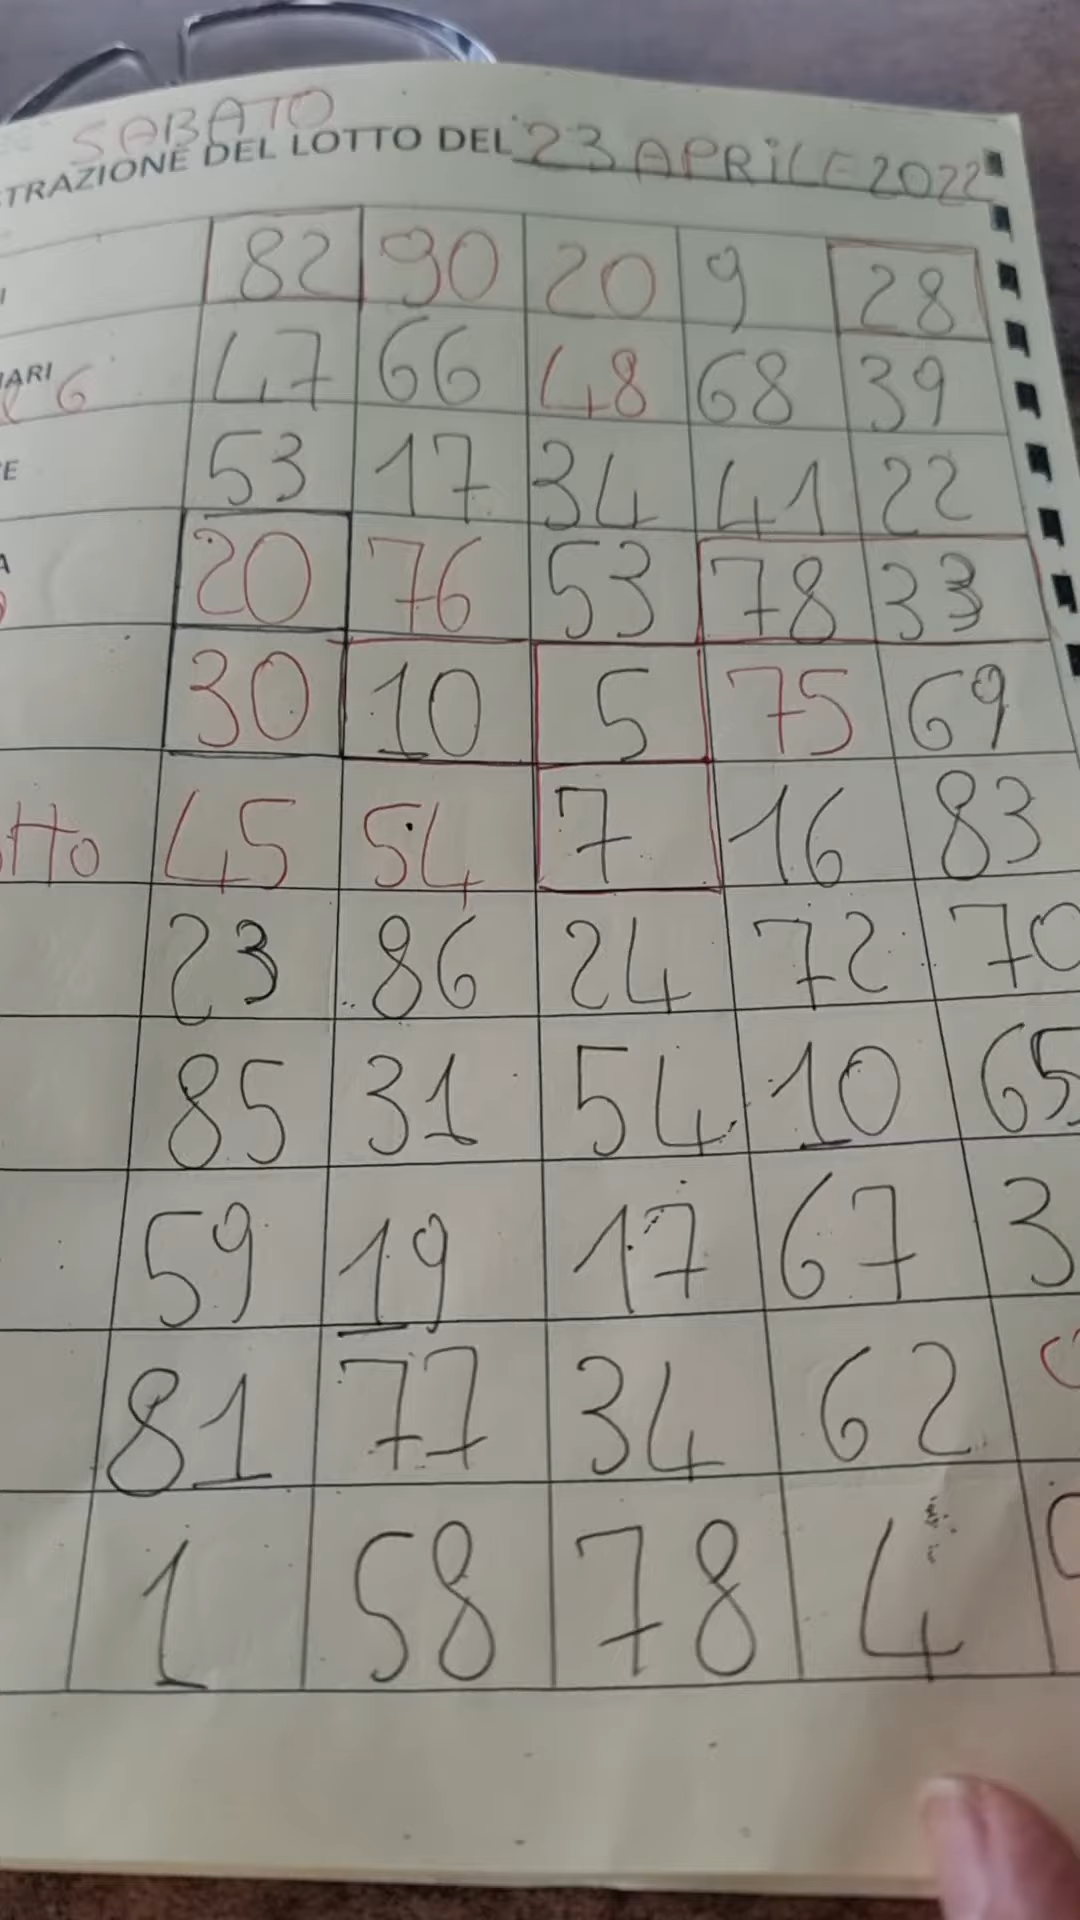 SABATO
STRAZIONE DEL LOTTO DEL 23 APRILE 2022
I 82 90 20 9 28
ARI 47 66 48 68 39
6
E 53 17 34 41 22
A 20 76 53 78 33
30 10 5 75 69
tto 45 54 7 16 83
23 86 24 72 70
85 31 54 10 65
59 19 17 67 3
81 77 34 62
1 58 78 4